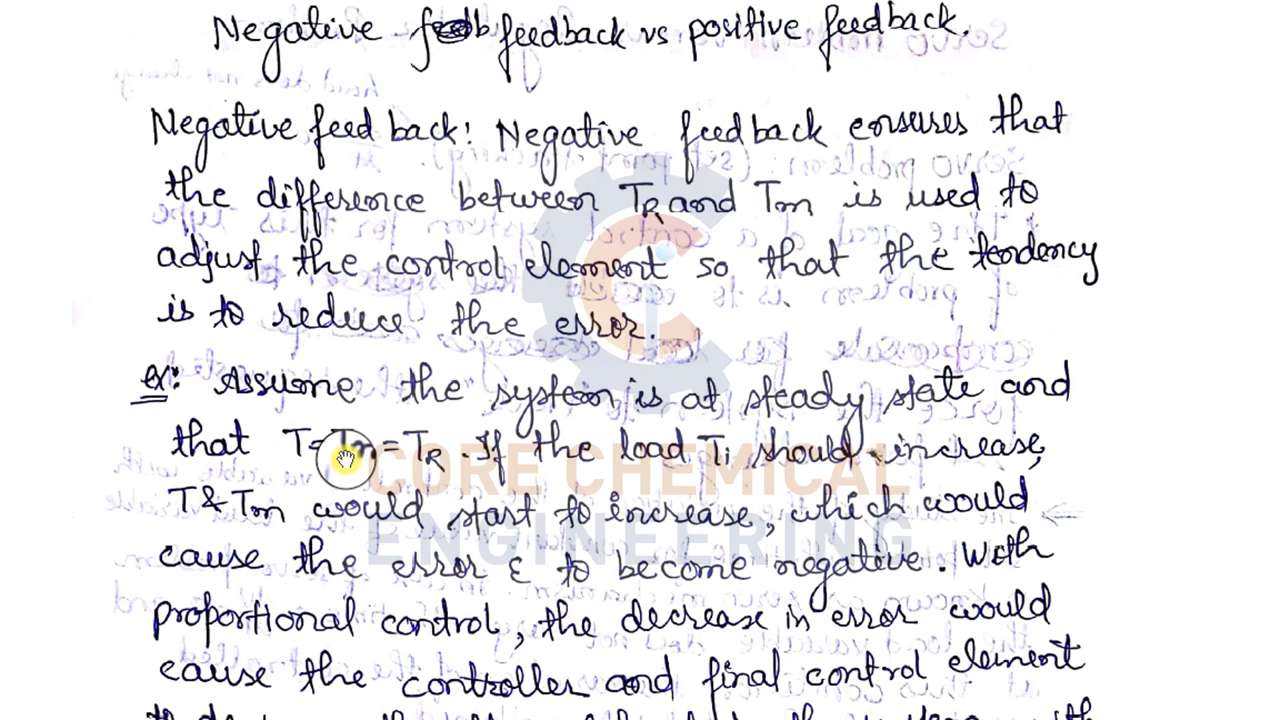 Negative feedback vs positive feedback.
Negative feed back: Negative feedback ensures that
the difference between TR and Tm is used to
adjust the control element so that the tendency
is to reduce the error.
ex: Assume the system is at steady state and
that T=Tm=TR. If the load Ti should increase,
T & Tm would start to increase, which would
cause the error ε to become negative. With
proportional control, the decrease in error would
cause the controller and final control element
CORE CHEMICAL
ENGINEERING